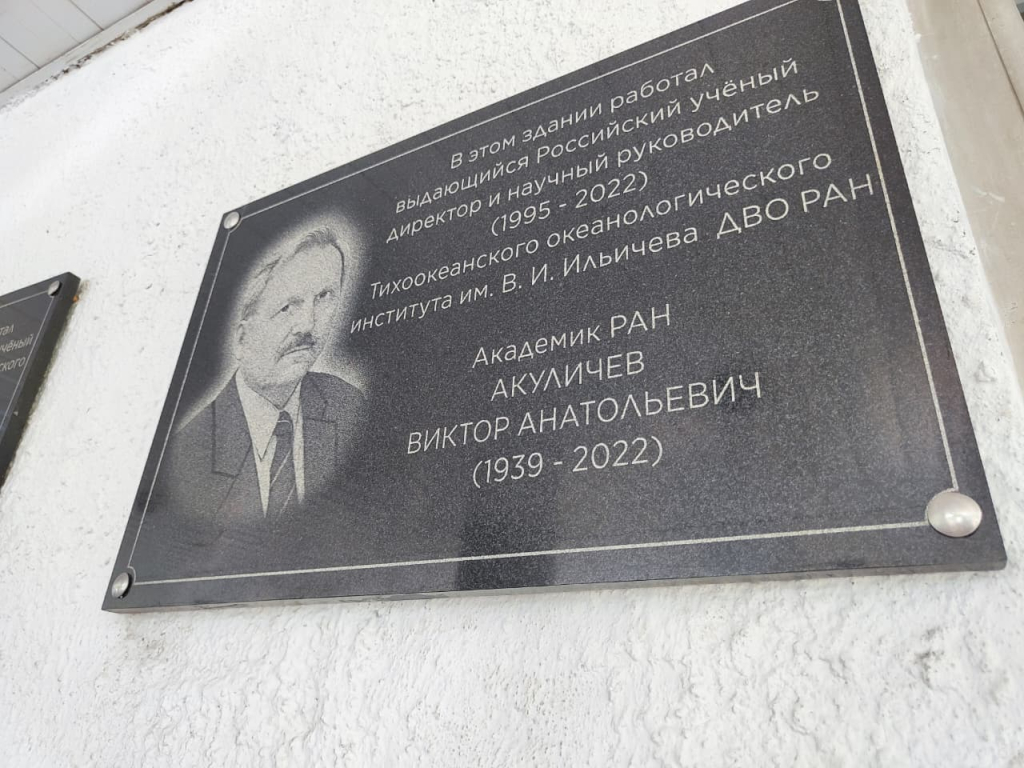 В этом здании работал
выдающийся Российский учёный
директор и научный руководитель
(1995 - 2022)
Тихоокеанского океанологического
института им. В. И. Ильичева ДВО РАН
Академик РАН
АКУЛИЧЕВ
ВИКТОР АНАТОЛЬЕВИЧ
(1939 - 2022)